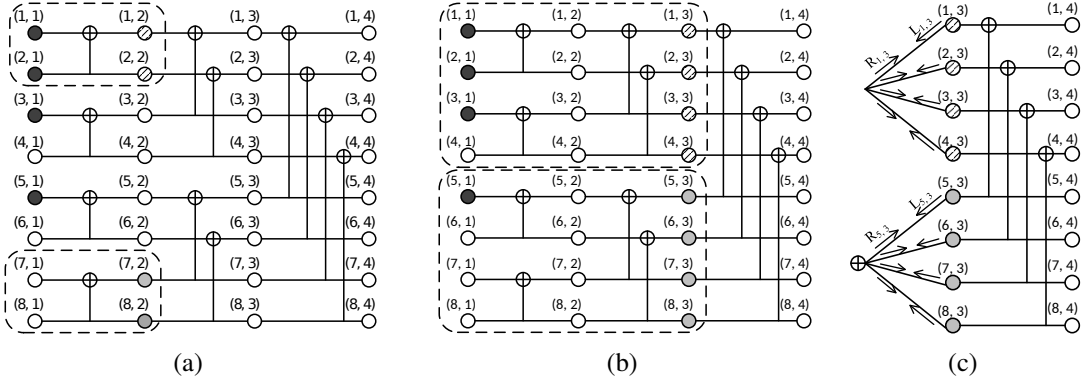 (1, 1) (1, 2) (1, 3) (1, 4)
(2, 1) (2, 2) (2, 3) (2, 4)
(3, 1) (3, 2) (3, 3) (3, 4)
(4, 1) (4, 2) (4, 3) (4, 4)
(5, 1) (5, 2) (5, 3) (5, 4)
(6, 1) (6, 2) (6, 3) (6, 4)
(7, 1) (7, 2) (7, 3) (7, 4)
(8, 1) (8, 2) (8, 3) (8, 4)
(a)
(1, 1) (1, 2) (1, 3) (1, 4)
(2, 1) (2, 2) (2, 3) (2, 4)
(3, 1) (3, 2) (3, 3) (3, 4)
(4, 1) (4, 2) (4, 3) (4, 4)
(5, 1) (5, 2) (5, 3) (5, 4)
(6, 1) (6, 2) (6, 3) (6, 4)
(7, 1) (7, 2) (7, 3) (7, 4)
(8, 1) (8, 2) (8, 3) (8, 4)
(b)
L1, 3 (1, 3) (1, 4)
R1, 3 (2, 3) (2, 4)
(3, 3) (3, 4)
(4, 3) (4, 4)
L5, 3 (5, 3) (5, 4)
R5, 3 (6, 3) (6, 4)
(7, 3) (7, 4)
(8, 3) (8, 4)
(c)